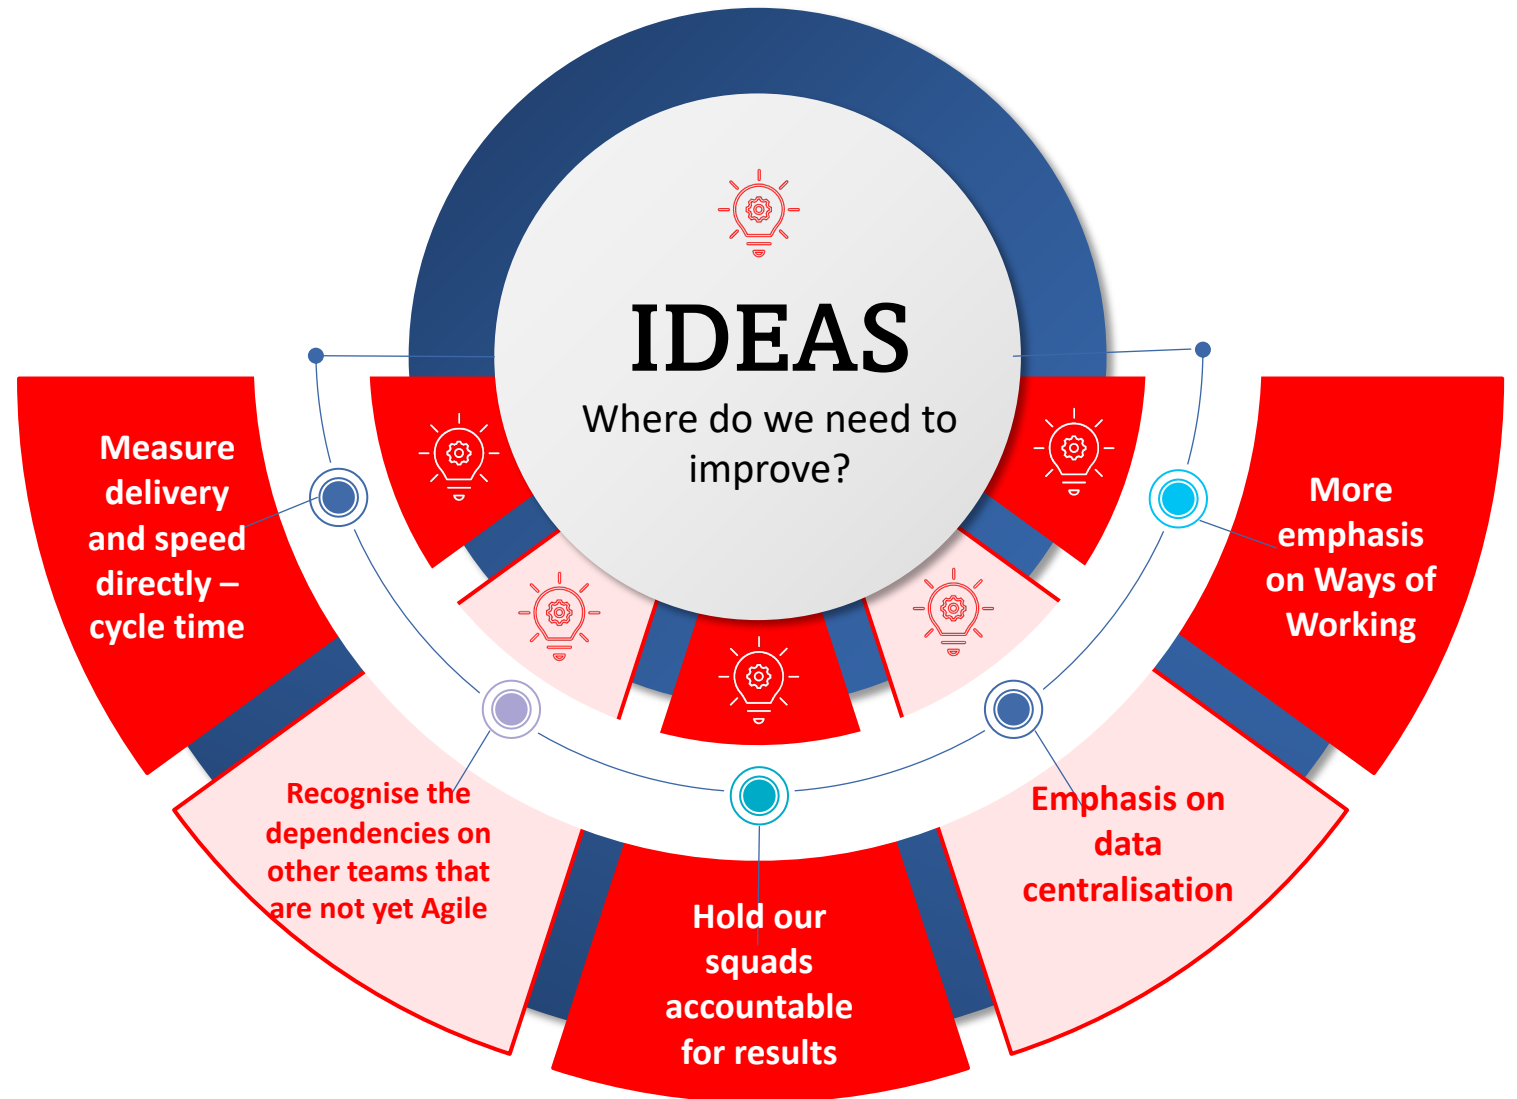 IDEAS
Where do we need to
improve?
Measure
delivery
and speed
directly –
cycle time
Recognise the
dependencies on
other teams that
are not yet Agile
Hold our
squads
accountable
for results
Emphasis on
data
centralisation
More
emphasis
on Ways of
Working